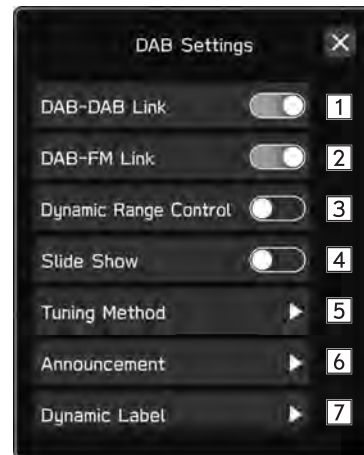 DAB Settings
DAB-DAB Link 1
DAB-FM Link 2
Dynamic Range Control 3
Slide Show 4
Tuning Method 5
Announcement 6
Dynamic Label 7